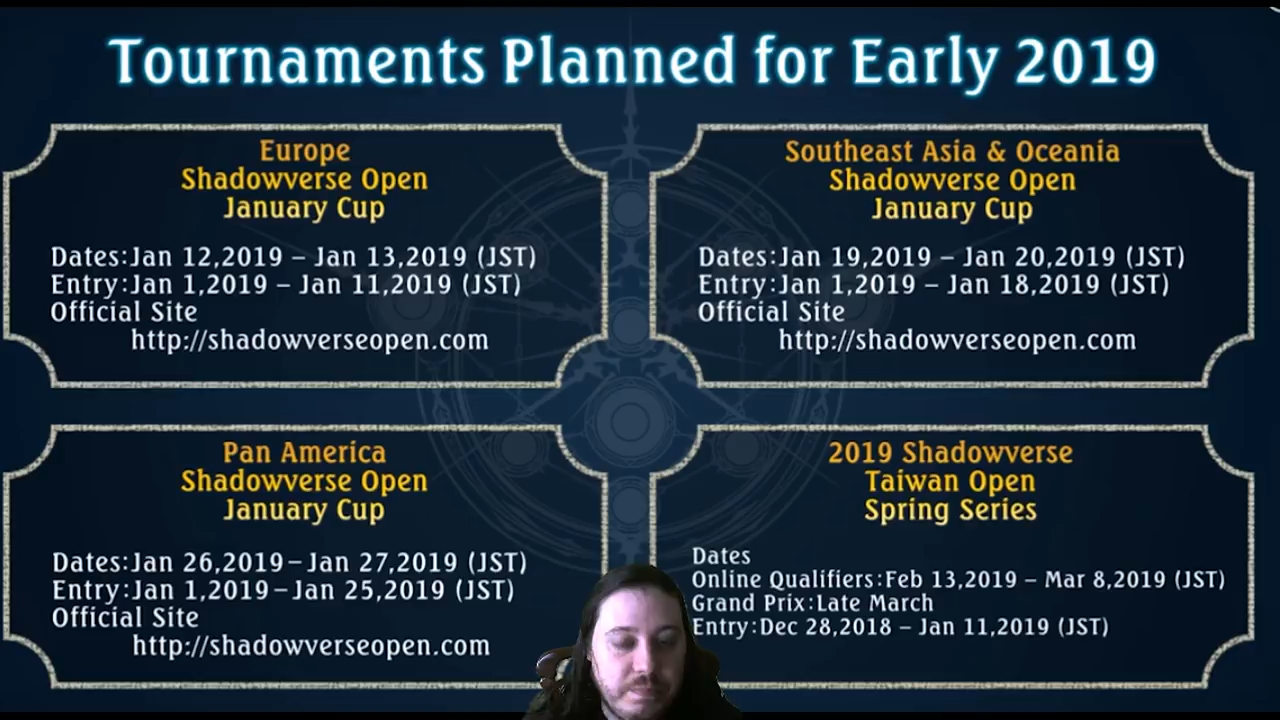 Tournaments Planned for Early 2019
Europe
Shadowverse Open
January Cup
Dates:Jan 12,2019 – Jan 13,2019 (JST)
Entry:Jan 1,2019 – Jan 11,2019 (JST)
Official Site
http://shadowverseopen.com
Southeast Asia & Oceania
Shadowverse Open
January Cup
Dates:Jan 19,2019 – Jan 20,2019 (JST)
Entry:Jan 1,2019 – Jan 18,2019 (JST)
Official Site
http://shadowverseopen.com
Pan America
Shadowverse Open
January Cup
Dates:Jan 26,2019–Jan 27,2019 (JST)
Entry:Jan 1,2019–Jan 25,2019 (JST)
Official Site
http://shadowverseopen.com
2019 Shadowverse
Taiwan Open
Spring Series
Dates
Online Qualifiers:Feb 13,2019 – Mar 8,2019 (JST)
Grand Prix:Late March
Entry:Dec 28,2018 – Jan 11,2019 (JST)